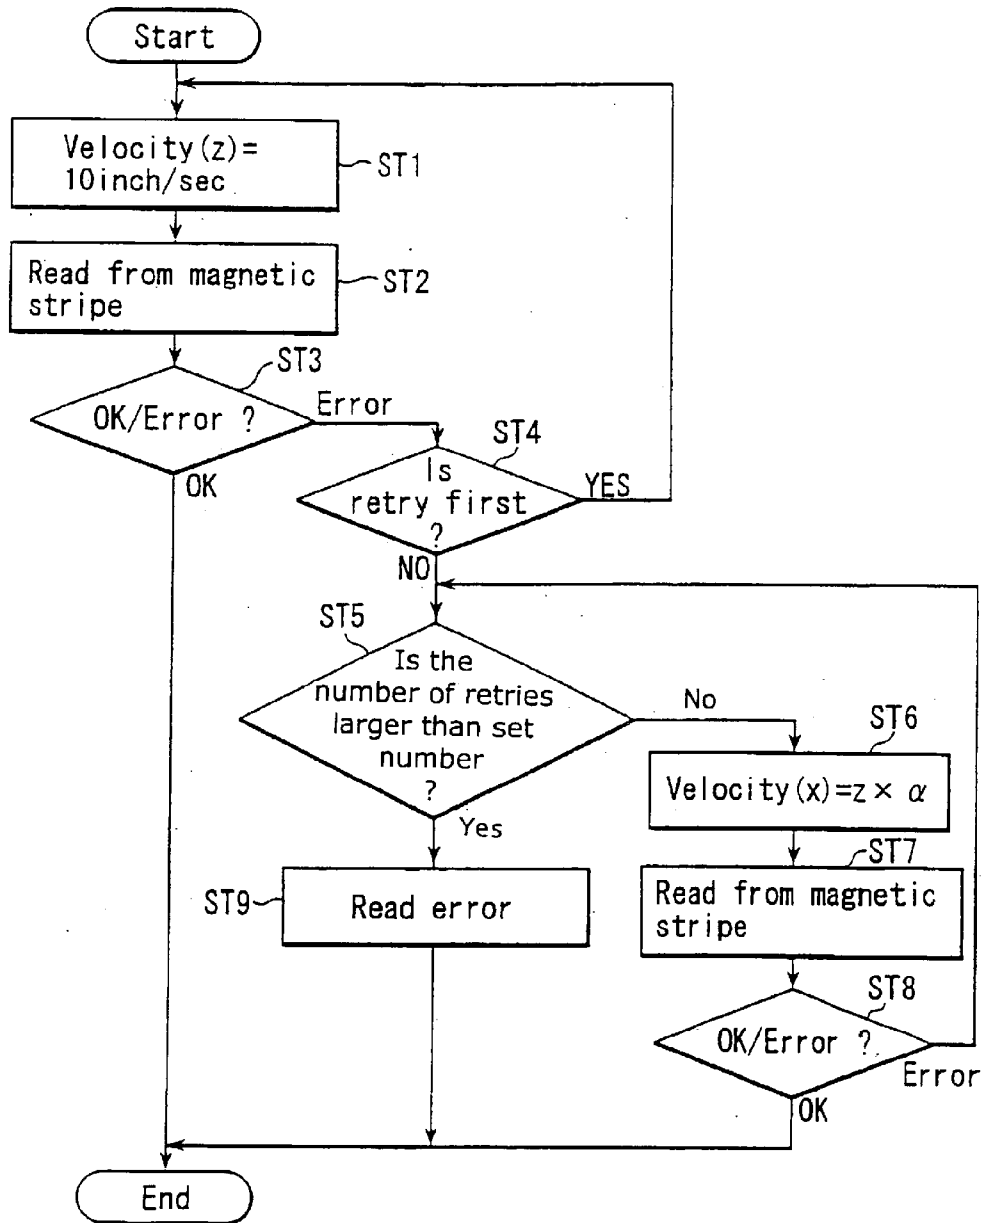 Start
Velocity(z)=
10inch/sec
ST1
Read from magnetic
stripe
ST2
ST3
OK/Error ?
Error
OK
ST4
Is
retry first
?
YES
NO
ST5
Is the
number of retries
larger than set
number
?
No
Yes
ST6
Velocity(x)=z× α
ST7
Read from magnetic
stripe
ST9
Read error
ST8
OK/Error ?
Error
OK
End